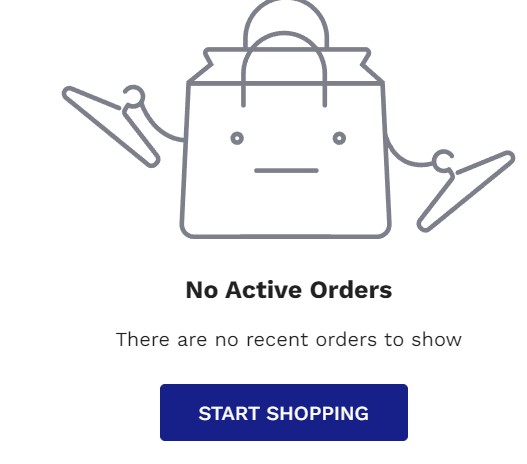 No Active Orders
There are no recent orders to show
START SHOPPING